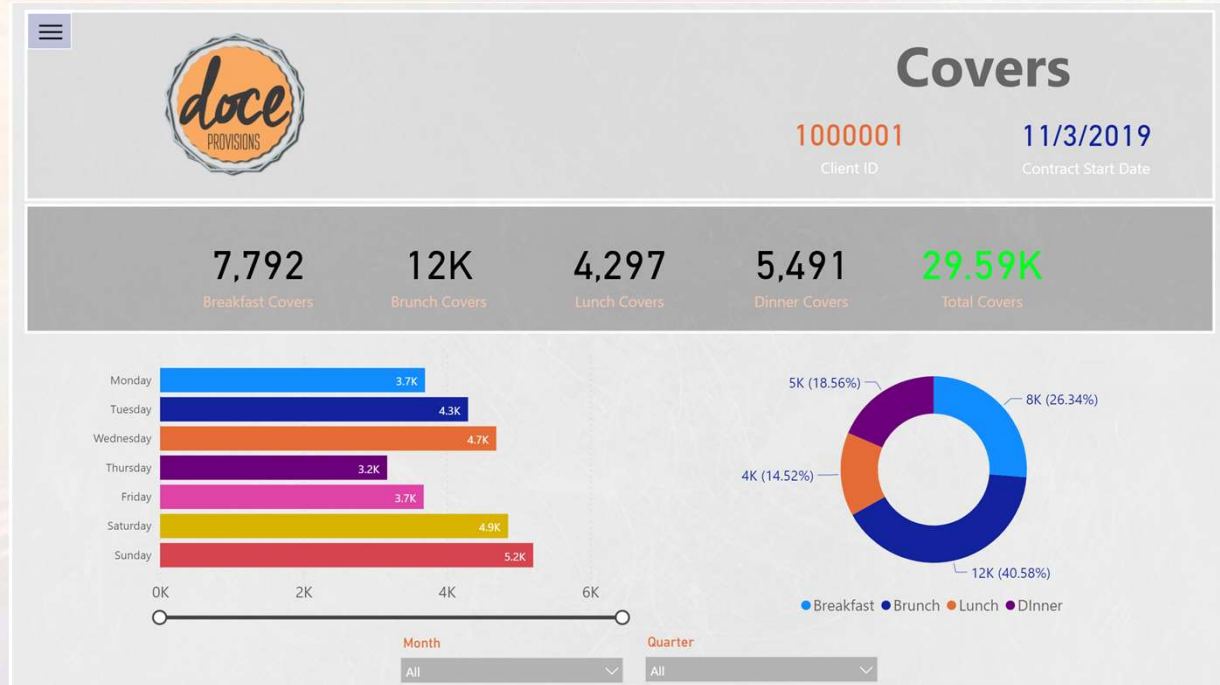 doce
PROVISIONS
Covers
1000001
Client ID
11/3/2019
Contract Start Date
7,792
Breakfast Covers
12K
Brunch Covers
4,297
Lunch Covers
5,491
Dinner Covers
29.59K
Total Covers
Monday 3.7K
Tuesday 4.3K
Wednesday 4.7K
Thursday 3.2K
Friday 3.7K
Saturday 4.9K
Sunday 5.2K
0K 2K 4K 6K
5K (18.56%)
8K (26.34%)
4K (14.52%)
12K (40.58%)
Breakfast Brunch Lunch DInner
Month
All
Quarter
All